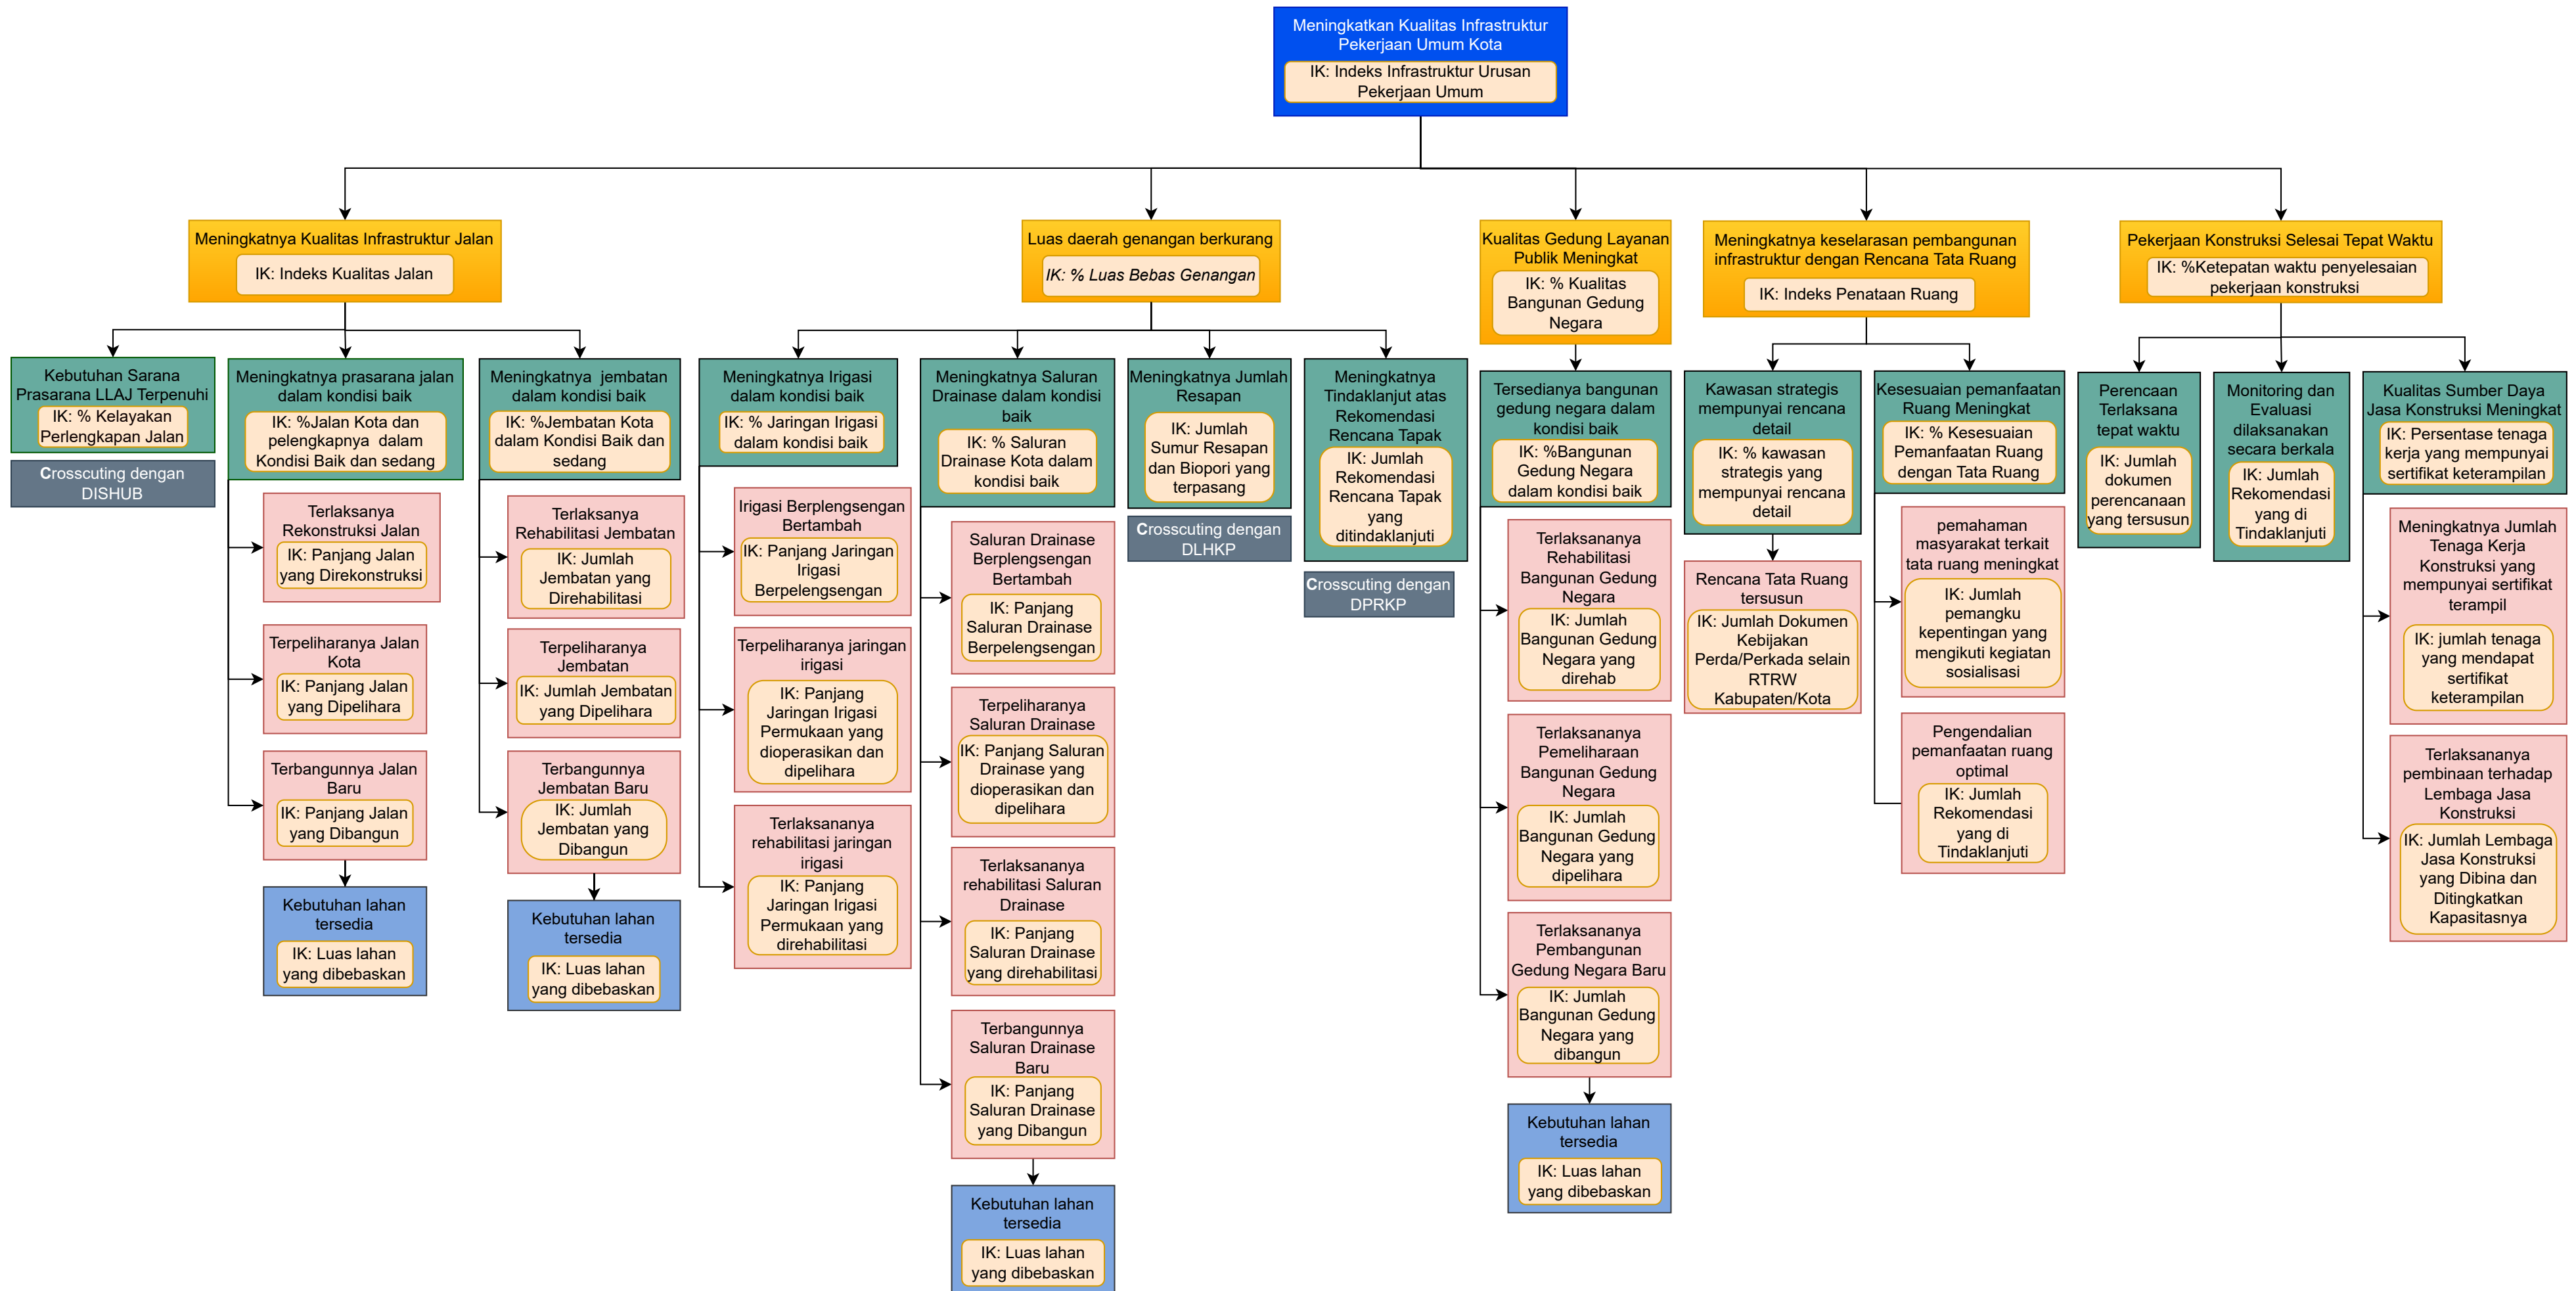 Meningkatkan Kualitas Infrastruktur
Pekerjaan Umum Kota
IK: Indeks Infrastruktur Urusan
Pekerjaan Umum
Meningkatnya Kualitas Infrastruktur Jalan
IK: Indeks Kualitas Jalan
Luas daerah genangan berkurang
IK: % Luas Bebas Genangan
Kualitas Gedung Layanan
Publik Meningkat
IK: % Kualitas
Bangunan Gedung
Negara
Meningkatnya keselarasan pembangunan
infrastruktur dengan Rencana Tata Ruang
IK: Indeks Penataan Ruang
Pekerjaan Konstruksi Selesai Tepat Waktu
IK: %Ketepatan waktu penyelesaian
pekerjaan konstruksi
Kebutuhan Sarana
Prasarana LLAJ Terpenuhi
IK: % Kelayakan
Perlengkapan Jalan
Crosscuting dengan
DISHUB
Meningkatnya prasarana jalan
dalam kondisi baik
IK: %Jalan Kota dan
pelengkapnya dalam
Kondisi Baik dan sedang
Terlaksanya
Rekonstruksi Jalan
IK: Panjang Jalan
yang Direkonstruksi
Terpeliharanya Jalan
Kota
IK: Panjang Jalan
yang Dipelihara
Terbangunnya Jalan
Baru
IK: Panjang Jalan
yang Dibangun
Kebutuhan lahan
tersedia
IK: Luas lahan
yang dibebaskan
Meningkatnya jembatan
dalam kondisi baik
IK: %Jembatan Kota
dalam Kondisi Baik dan
sedang
Terlaksanya
Rehabilitasi Jembatan
IK: Jumlah
Jembatan yang
Direhabilitasi
Terpeliharanya
Jembatan
IK: Jumlah Jembatan
yang Dipelihara
Terbangunnya
Jembatan Baru
IK: Jumlah
Jembatan yang
Dibangun
Kebutuhan lahan
tersedia
IK: Luas lahan
yang dibebaskan
Meningkatnya Irigasi
dalam kondisi baik
IK: % Jaringan Irigasi
dalam kondisi baik
Irigasi Berplengsengan
Bertambah
IK: Panjang Jaringan
Irigasi
Berpelengsengan
Terpeliharanya jaringan
irigasi
IK: Panjang
Jaringan Irigasi
Permukaan yang
dioperasikan dan
dipelihara
Terlaksananya
rehabilitasi jaringan
irigasi
IK: Panjang
Jaringan Irigasi
Permukaan yang
direhabilitasi
Meningkatnya Saluran
Drainase dalam kondisi
baik
IK: % Saluran
Drainase Kota dalam
kondisi baik
Saluran Drainase
Berplengsengan
Bertambah
IK: Panjang
Saluran Drainase
Berpelengsengan
Terpeliharanya
Saluran Drainase
IK: Panjang Saluran
Drainase yang
dioperasikan dan
dipelihara
Terlaksananya
rehabilitasi Saluran
Drainase
IK: Panjang
Saluran Drainase
yang direhabilitasi
Terbangunnya
Saluran Drainase
Baru
IK: Panjang
Saluran Drainase
yang Dibangun
Kebutuhan lahan
tersedia
IK: Luas lahan
yang dibebaskan
Meningkatnya Jumlah
Resapan
IK: Jumlah
Sumur Resapan
dan Biopori yang
terpasang
Crosscuting dengan
DLHKP
Meningkatnya
Tindaklanjut atas
Rekomendasi
Rencana Tapak
IK: Jumlah
Rekomendasi
Rencana Tapak
yang
ditindaklanjuti
Crosscuting dengan
DPRKP
Tersedianya bangunan
gedung negara dalam
kondisi baik
IK: %Bangunan
Gedung Negara
dalam kondisi baik
Terlaksananya
Rehabilitasi
Bangunan Gedung
Negara
IK: Jumlah
Bangunan Gedung
Negara yang
direhab
Terlaksananya
Pemeliharaan
Bangunan Gedung
Negara
IK: Jumlah
Bangunan Gedung
Negara yang
dipelihara
Terlaksananya
Pembangunan
Gedung Negara Baru
IK: Jumlah
Bangunan Gedung
Negara yang
dibangun
Kebutuhan lahan
tersedia
IK: Luas lahan
yang dibebaskan
Kawasan strategis
mempunyai rencana
detail
IK: % kawasan
strategis yang
mempunyai rencana
detail
Rencana Tata Ruang
tersusun
IK: Jumlah Dokumen
Kebijakan
Perda/Perkada selain
RTRW
Kabupaten/Kota
Kesesuaian pemanfaatan
Ruang Meningkat
IK: % Kesesuaian
Pemanfaatan Ruang
dengan Tata Ruang
pemahaman
masyarakat terkait
tata ruang meningkat
IK: Jumlah
pemangku
kepentingan yang
mengikuti kegiatan
sosialisasi
Pengendalian
pemanfaatan ruang
optimal
IK: Jumlah
Rekomendasi
yang di
Tindaklanjuti
Perencaan
Terlaksana
tepat waktu
IK: Jumlah
dokumen
perencanaan
yang tersusun
Monitoring dan
Evaluasi
dilaksanakan
secara berkala
IK: Jumlah
Rekomendasi
yang di
Tindaklanjuti
Kualitas Sumber Daya
Jasa Konstruksi Meningkat
IK: Persentase tenaga
kerja yang mempunyai
sertifikat keterampilan
Meningkatnya Jumlah
Tenaga Kerja
Konstruksi yang
mempunyai sertifikat
terampil
IK: jumlah tenaga
yang mendapat
sertifikat
keterampilan
Terlaksananya
pembinaan terhadap
Lembaga Jasa
Konstruksi
IK: Jumlah Lembaga
Jasa Konstruksi
yang Dibina dan
Ditingkatkan
Kapasitasnya